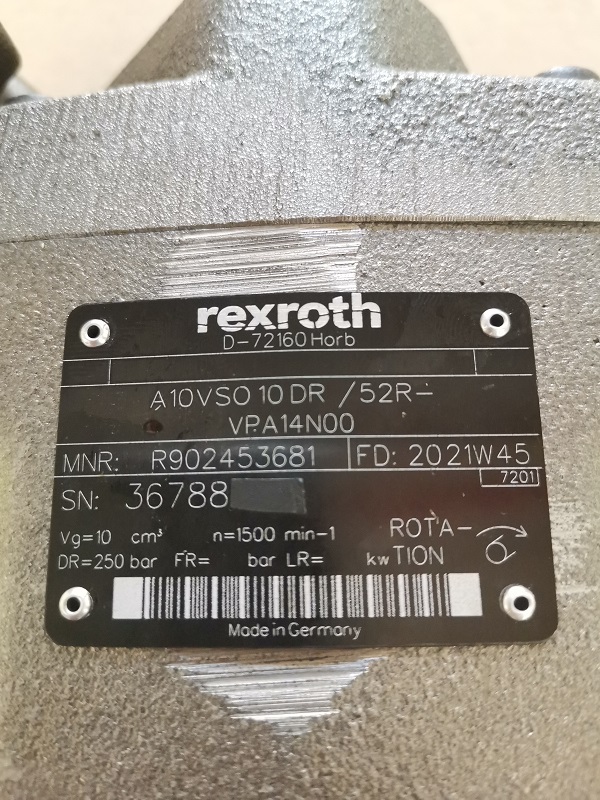 rexroth
D-72160 Horb
A10VSO 10 DR /52R-
VPA14N00
MNR: R902453681 FD: 2021W45
7201
SN: 36788
Vg=10 cm³ n=1500 min-1 ROTA-
DR=250 bar FR= bar LR= kw TION
Made in Germany